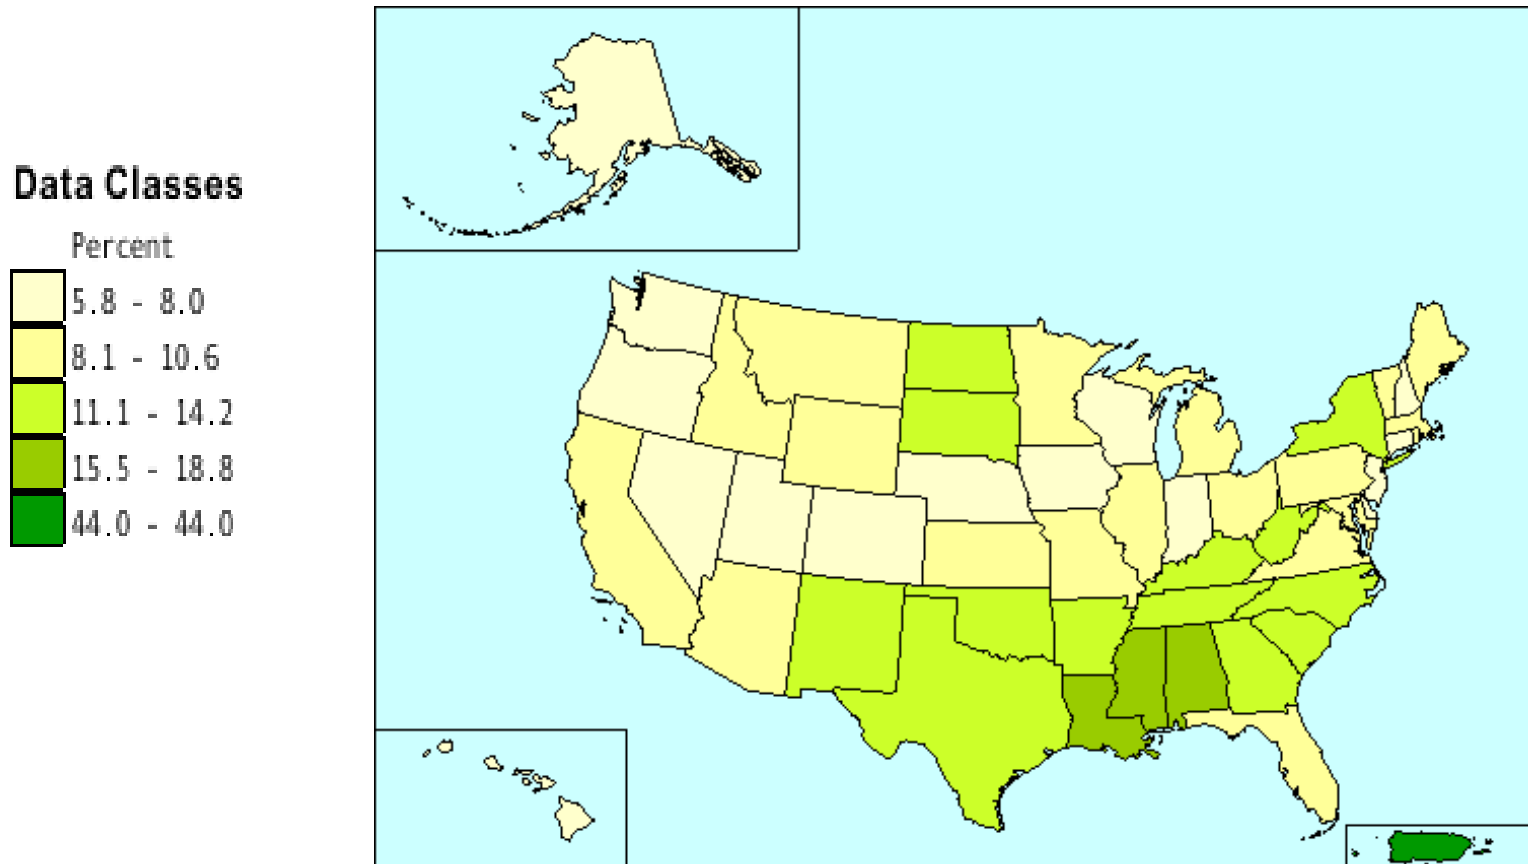 Data Classes
Percent
5.8 - 8.0
8.1 - 10.6
11.1 - 14.2
15.5 - 18.8
44.0 - 44.0